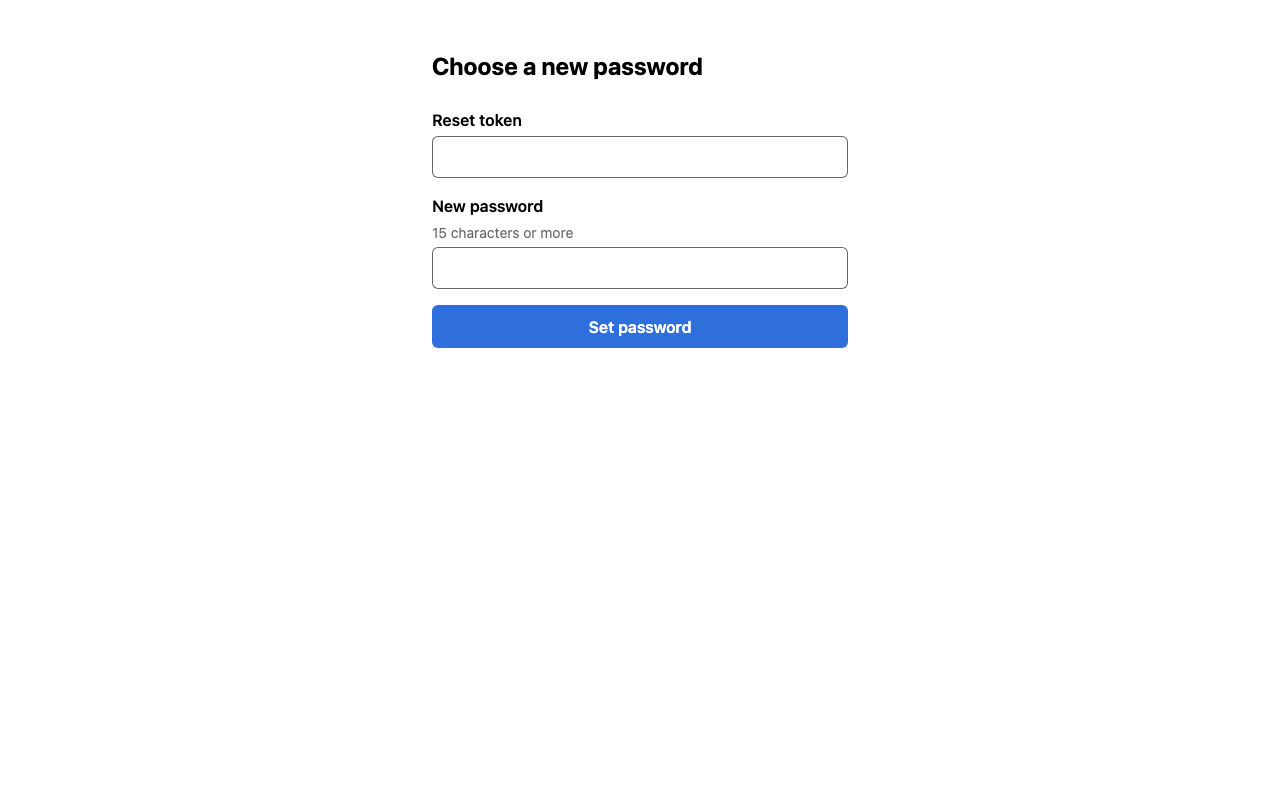 Choose a new password
Reset token
New password
15 characters or more
Set password